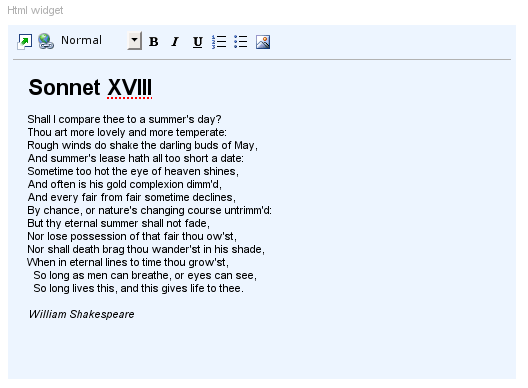 Html widget
Normal B I U
Sonnet XVIII
Shall I compare thee to a summer's day?
Thou art more lovely and more temperate:
Rough winds do shake the darling buds of May,
And summer's lease hath all too short a date:
Sometime too hot the eye of heaven shines,
And often is his gold complexion dimm'd,
And every fair from fair sometime declines,
By chance, or nature's changing course untrimm'd:
But thy eternal summer shall not fade,
Nor lose possession of that fair thou ow'st,
Nor shall death brag thou wander'st in his shade,
When in eternal lines to time thou grow'st,
So long as men can breathe, or eyes can see,
So long lives this, and this gives life to thee.
William Shakespeare